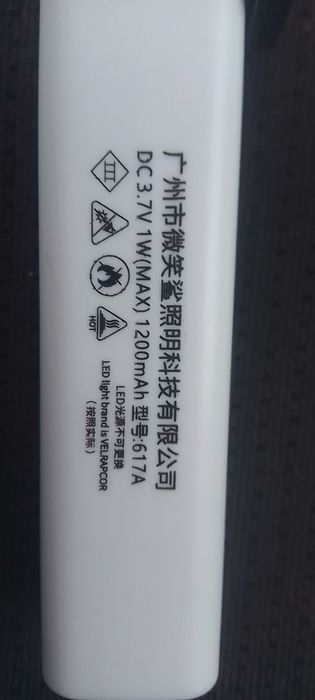 广州市微笑鲨照明科技有限公司
DC 3.7V 1W(MAX) 1200mAh 型号:617A
III
HOT
LED光源不可更换
LED light brand is VELRAPCOR
（按照实际）